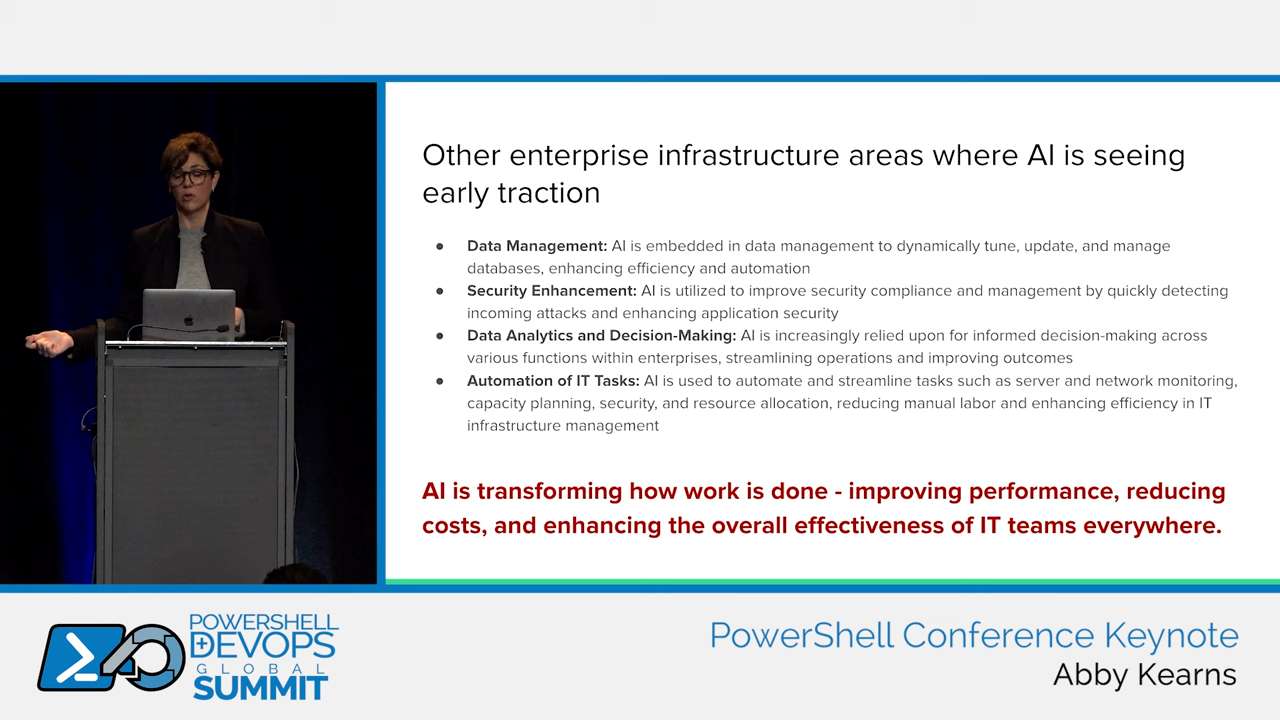 Other enterprise infrastructure areas where AI is seeing
early traction
● Data Management: AI is embedded in data management to dynamically tune, update, and manage
databases, enhancing efficiency and automation
● Security Enhancement: AI is utilized to improve security compliance and management by quickly detecting
incoming attacks and enhancing application security
● Data Analytics and Decision-Making: AI is increasingly relied upon for informed decision-making across
various functions within enterprises, streamlining operations and improving outcomes
● Automation of IT Tasks: AI is used to automate and streamline tasks such as server and network monitoring,
capacity planning, security, and resource allocation, reducing manual labor and enhancing efficiency in IT
infrastructure management
AI is transforming how work is done - improving performance, reducing
costs, and enhancing the overall effectiveness of IT teams everywhere.
POWERSHELL
+DEVOPS
GLOBAL
SUMMIT
PowerShell Conference Keynote
Abby Kearns